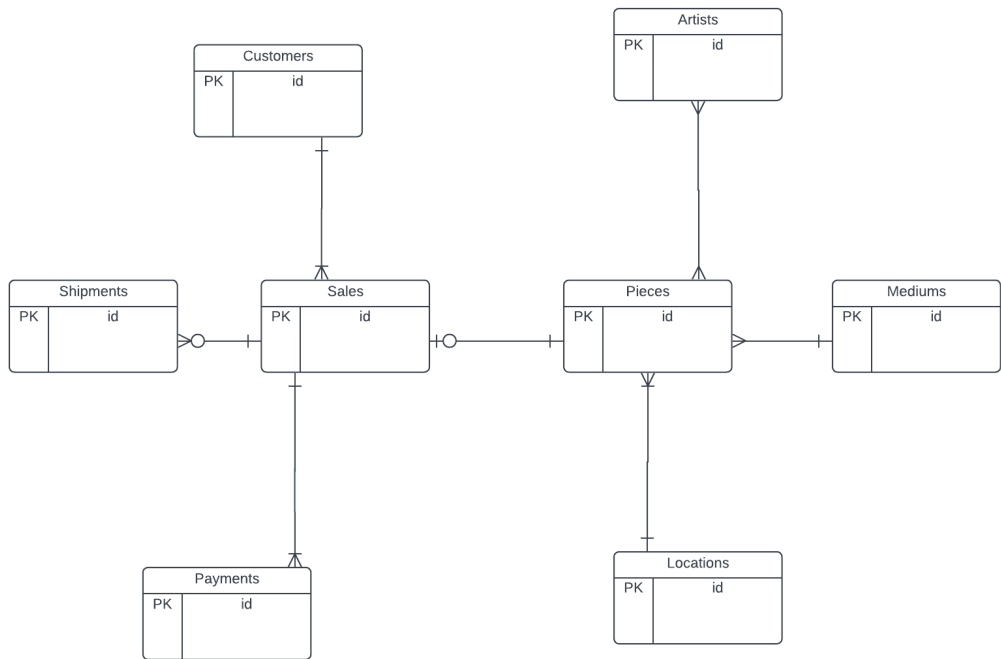 Artists
PK id
Customers
PK id
Shipments
PK id
Sales
PK id
Pieces
PK id
Mediums
PK id
Payments
PK id
Locations
PK id